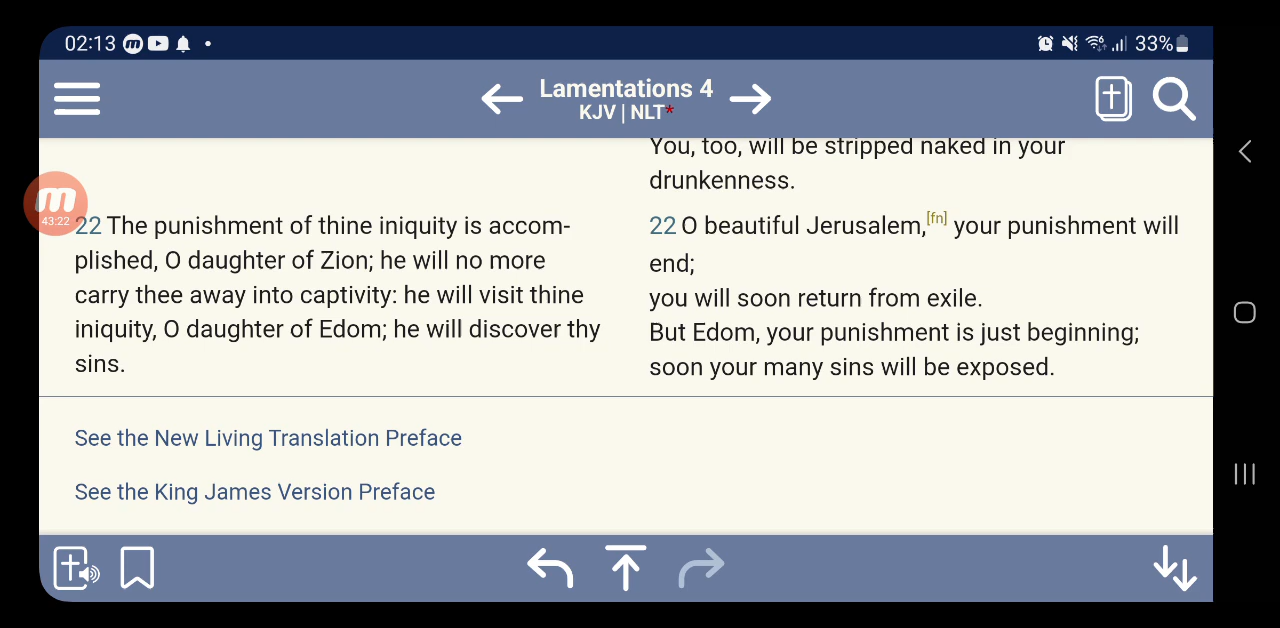 02:13
33%
Lamentations 4
KJV | NLT*
You, too, will be stripped naked in your
drunkenness.
43:22
22 The punishment of thine iniquity is accom-
plished, O daughter of Zion; he will no more
carry thee away into captivity: he will visit thine
iniquity, O daughter of Edom; he will discover thy
sins.
22 O beautiful Jerusalem,[fn] your punishment will
end;
you will soon return from exile.
But Edom, your punishment is just beginning;
soon your many sins will be exposed.
See the New Living Translation Preface
See the King James Version Preface